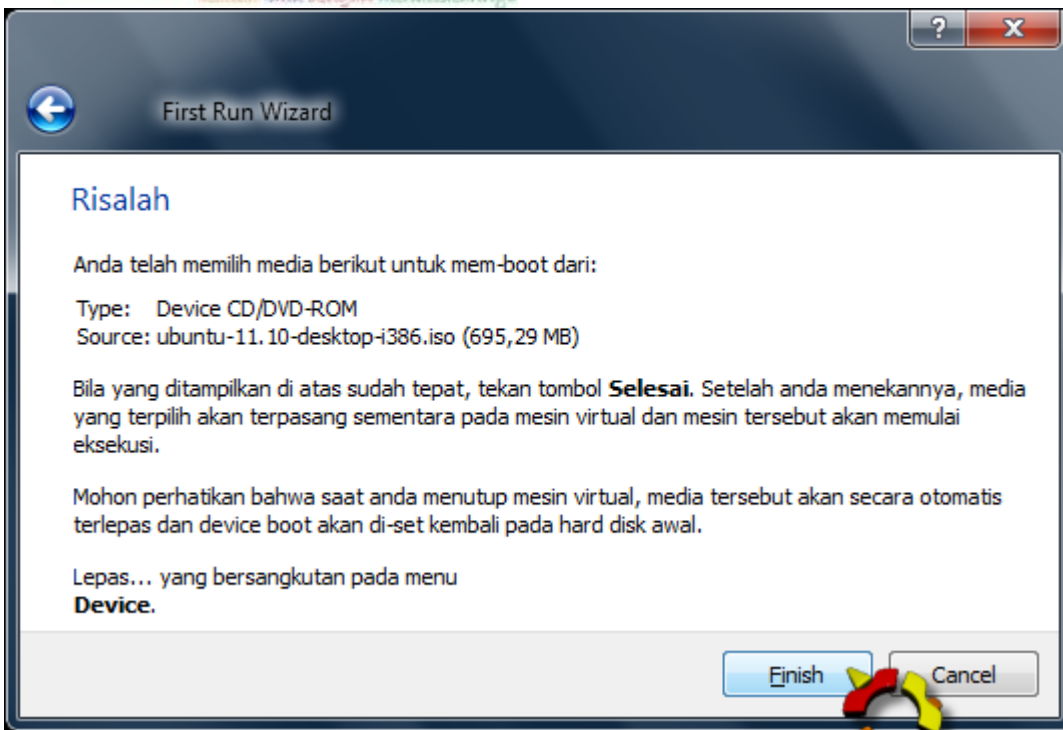 First Run Wizard
Risalah
Anda telah memilih media berikut untuk mem-boot dari:
Type: Device CD/DVD-ROM
Source: ubuntu-11.10-desktop-i386.iso (695,29 MB)
Bila yang ditampilkan di atas sudah tepat, tekan tombol Selesai. Setelah anda menekannya, media
yang terpilih akan terpasang sementara pada mesin virtual dan mesin tersebut akan memulai
eksekusi.
Mohon perhatikan bahwa saat anda menutup mesin virtual, media tersebut akan secara otomatis
terlepas dan device boot akan di-set kembali pada hard disk awal.
Lepas... yang bersangkutan pada menu
Device.
Finish
Cancel